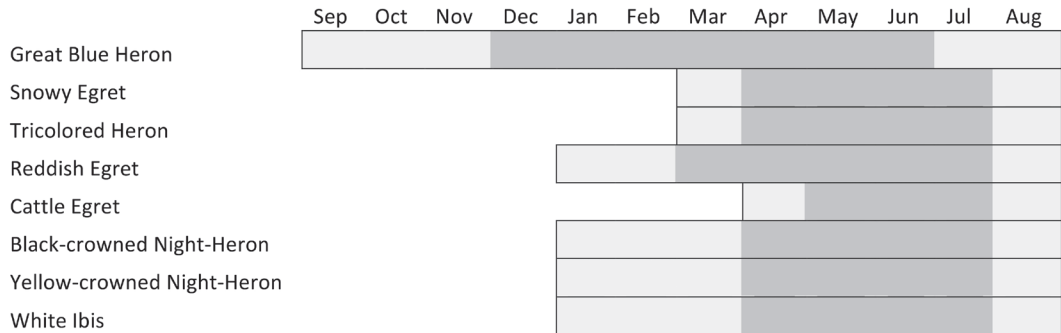 Sep Oct Nov Dec Jan Feb Mar Apr May Jun Jul Aug
Great Blue Heron
Snowy Egret
Tricolored Heron
Reddish Egret
Cattle Egret
Black-crowned Night-Heron
Yellow-crowned Night-Heron
White Ibis